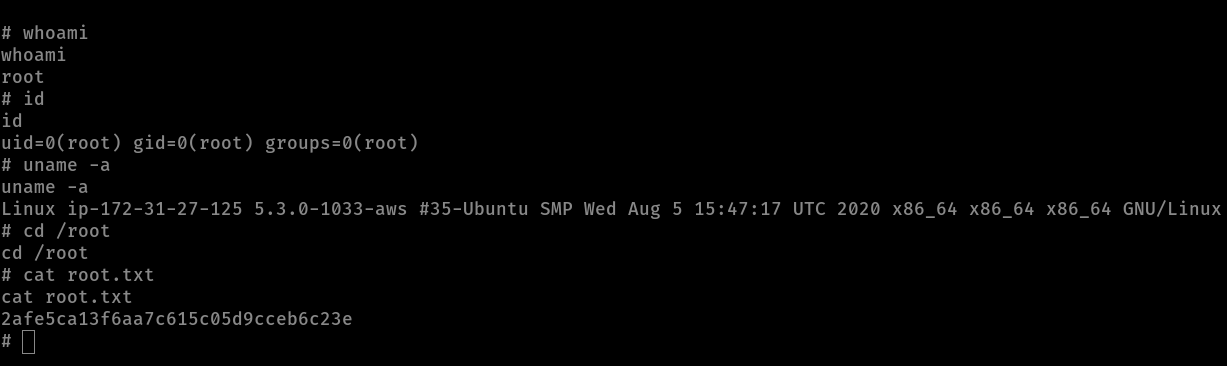 # whoami
whoami
root
# id
id
uid=0(root) gid=0(root) groups=0(root)
# uname -a
uname -a
Linux ip-172-31-27-125 5.3.0-1033-aws #35-Ubuntu SMP Wed Aug 5 15:47:17 UTC 2020 x86_64 x86_64 x86_64 GNU/Linux
# cd /root
cd /root
# cat root.txt
cat root.txt
2afe5ca13f6aa7c615c05d9cceb6c23e
#